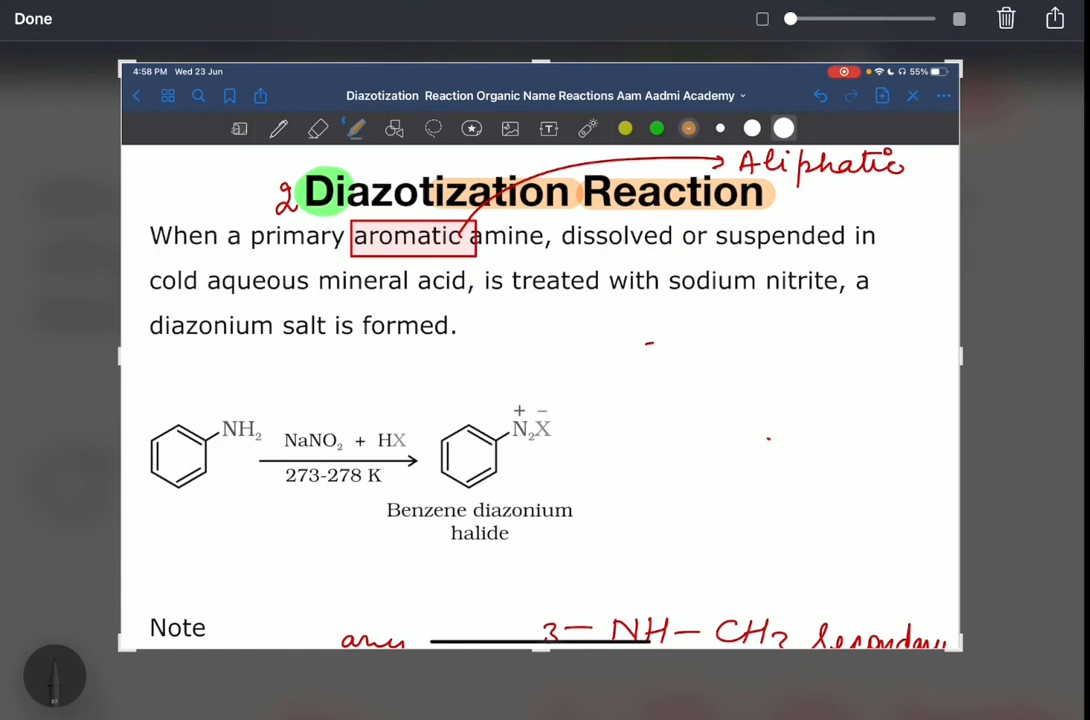 Done
4:58 PM Wed 23 Jun
55%
Diazotization Reaction Organic Name Reactions Aam Aadmi Academy
Aliphatic
2 Diazotization Reaction
When a primary aromatic amine, dissolved or suspended in
cold aqueous mineral acid, is treated with sodium nitrite, a
diazonium salt is formed.
NH₂
NaNO₂ + HX
273-278 K
+ −
N₂X
Benzene diazonium
halide
Note
3 — NH — CH₃
97